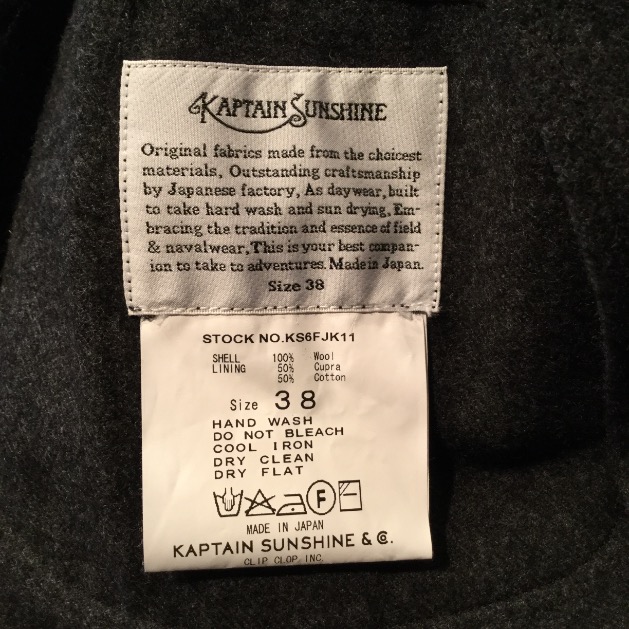 KAPTAIN SUNSHINE
Original fabrics made from the choicest
materials, Outstanding craftsmanship
by Japanese factory, As daywear, built
to take hard wash and sun drying, Em-
bracing the tradition and essence of field
& navalwear, This is your best compan-
ion to take to adventures. Made in Japan.
Size 38
STOCK NO. KS6FJK11
SHELL 100% Wool
LINING 50% Cupra
50% Cotton
Size 38
HAND WASH
DO NOT BLEACH
COOL IRON
DRY CLEAN
DRY FLAT
F
MADE IN JAPAN
KAPTAIN SUNSHINE & Co.
CLIP CLOP INC.